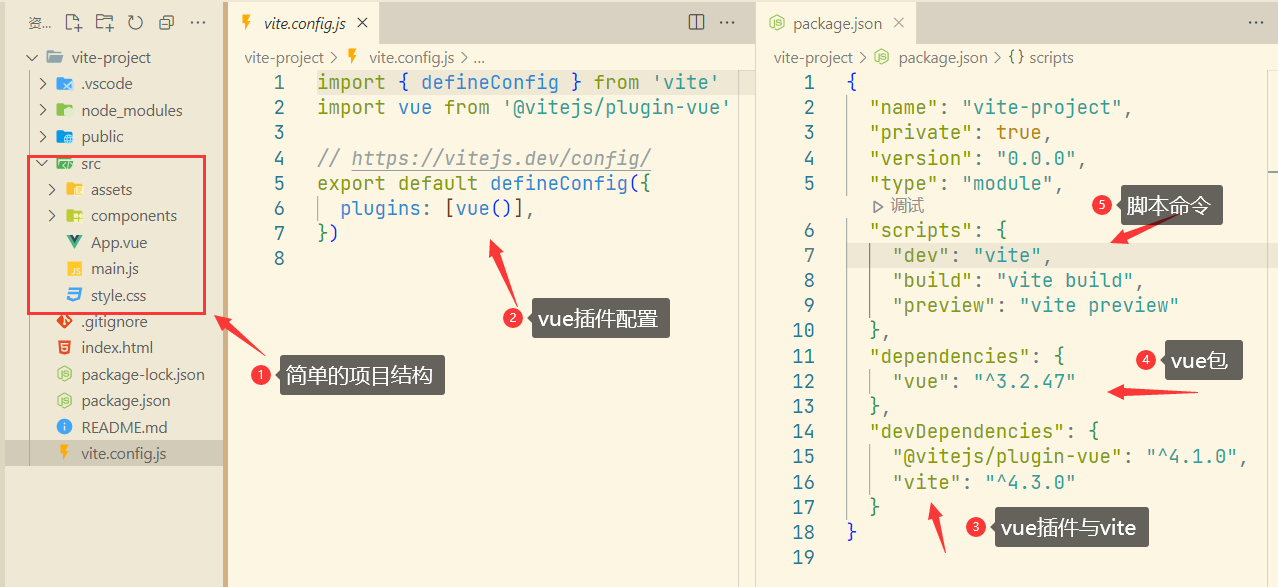 资...
vite-project
.vscode
node_modules
public
src
assets
components
App.vue
main.js
style.css
.gitignore
index.html
package-lock.json
package.json
README.md
vite.config.js
1 简单的项目结构
vite.config.js
vite-project > vite.config.js > ...
1 import { defineConfig } from 'vite'
2 import vue from '@vitejs/plugin-vue'
3
4 // https://vitejs.dev/config/
5 export default defineConfig({
6 plugins: [vue()],
7 })
8
2 vue插件配置
package.json
vite-project > package.json > {} scripts
1 {
2 "name": "vite-project",
3 "private": true,
4 "version": "0.0.0",
5 "type": "module",
调试
6 "scripts": {
7 "dev": "vite",
8 "build": "vite build",
9 "preview": "vite preview"
10 },
11 "dependencies": {
12 "vue": "^3.2.47"
13 },
14 "devDependencies": {
15 "@vitejs/plugin-vue": "^4.1.0",
16 "vite": "^4.3.0"
17 }
18 }
19
5 脚本命令
4 vue包
3 vue插件与vite